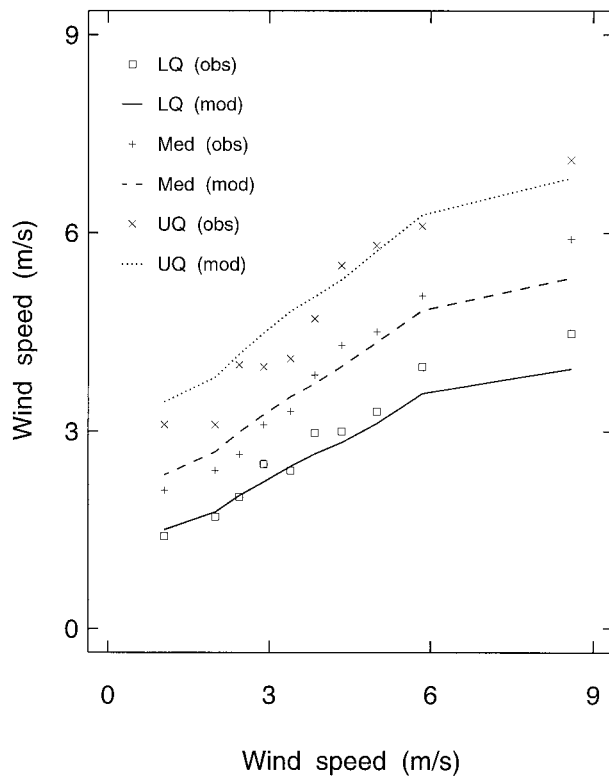 9
LQ (obs)
LQ (mod)
Med (obs)
Med (mod)
UQ (obs)
UQ (mod)
6
3
0
Wind speed (m/s)
0 3 6 9
Wind speed (m/s)